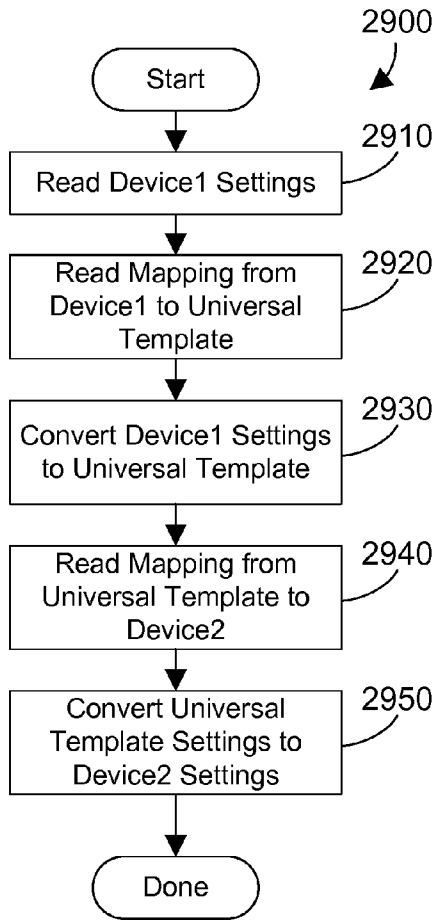 2900
Start
2910
Read Device1 Settings
2920
Read Mapping from
Device1 to Universal
Template
2930
Convert Device1 Settings
to Universal Template
2940
Read Mapping from
Universal Template to
Device2
2950
Convert Universal
Template Settings to
Device2 Settings
Done